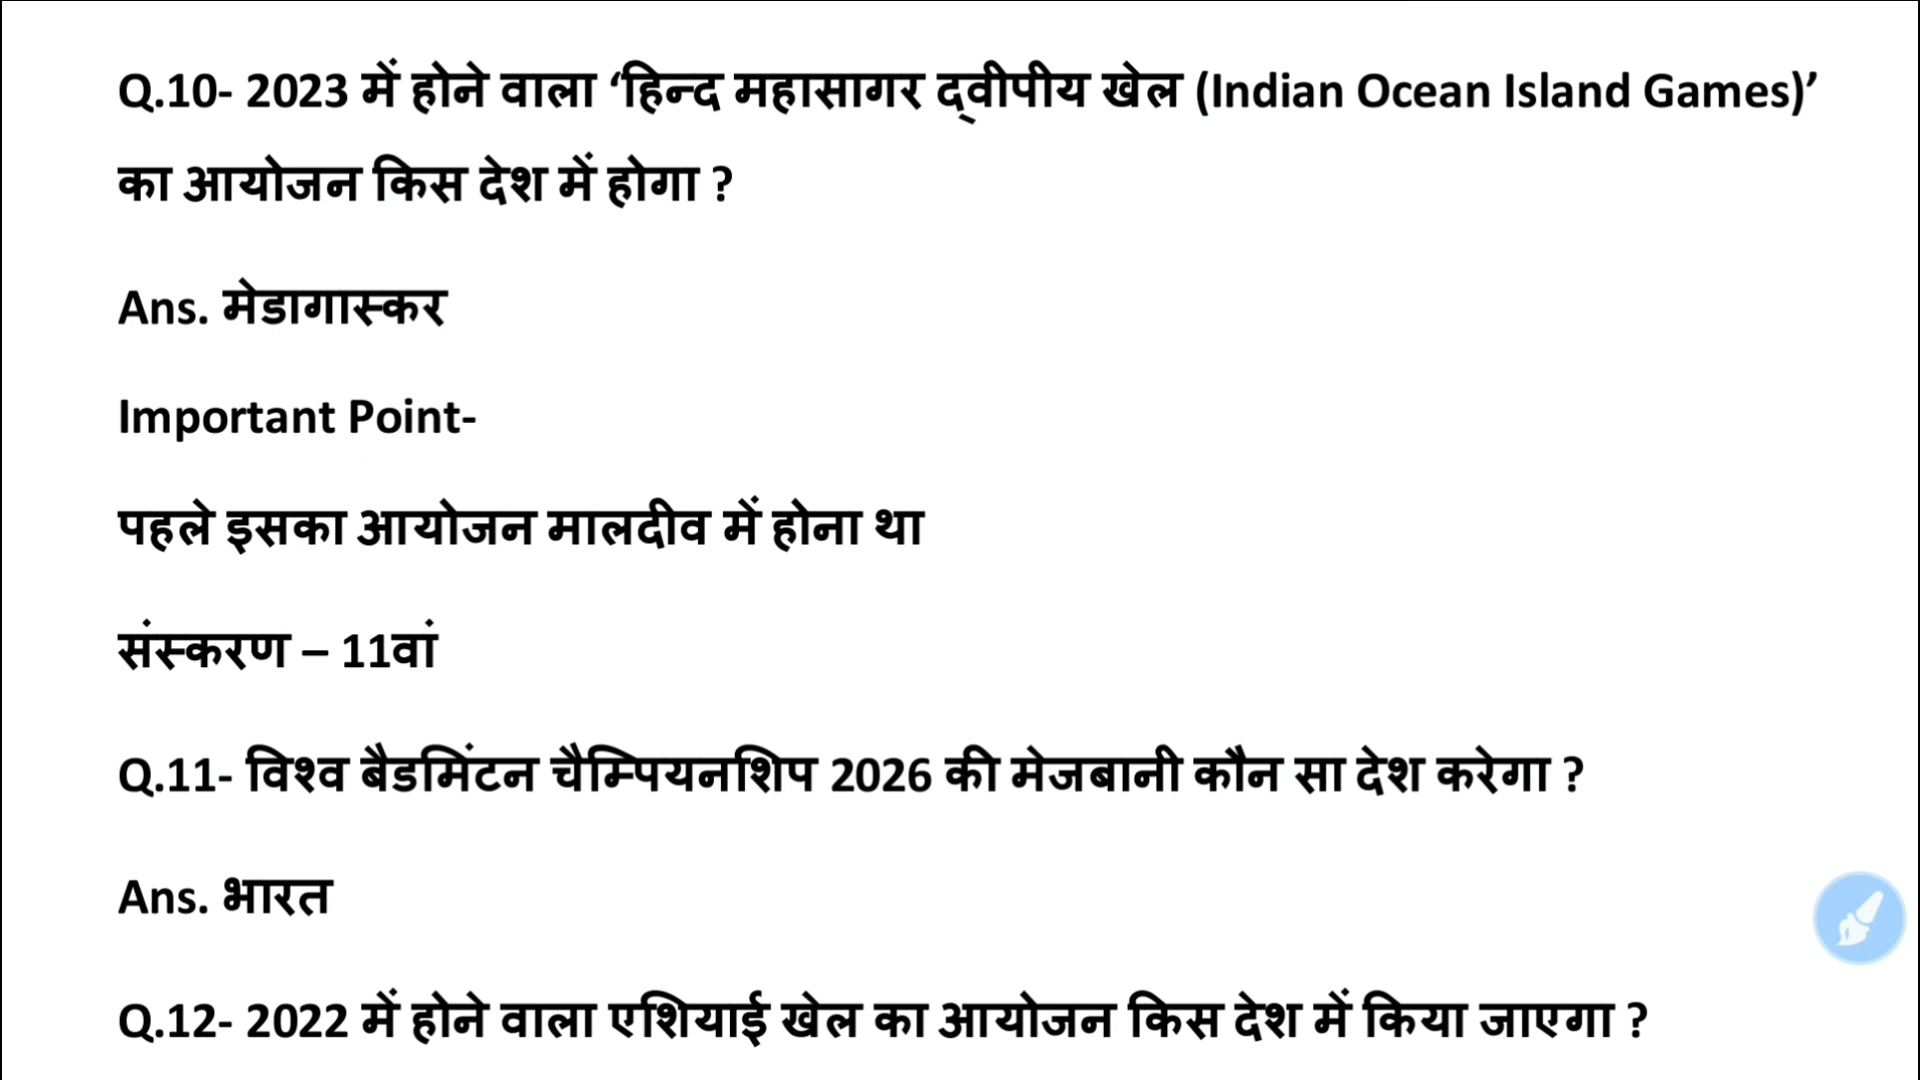 Q.10- 2023 में होने वाला ‘हिन्द महासागर द्वीपीय खेल (Indian Ocean Island Games)’
का आयोजन किस देश में होगा ?
Ans. मेडागास्कर
Important Point-
पहले इसका आयोजन मालदीव में होना था
संस्करण – 11वां
Q.11- विश्व बैडमिंटन चैम्पियनशिप 2026 की मेजबानी कौन सा देश करेगा ?
Ans. भारत
Q.12- 2022 में होने वाला एशियाई खेल का आयोजन किस देश में किया जाएगा ?